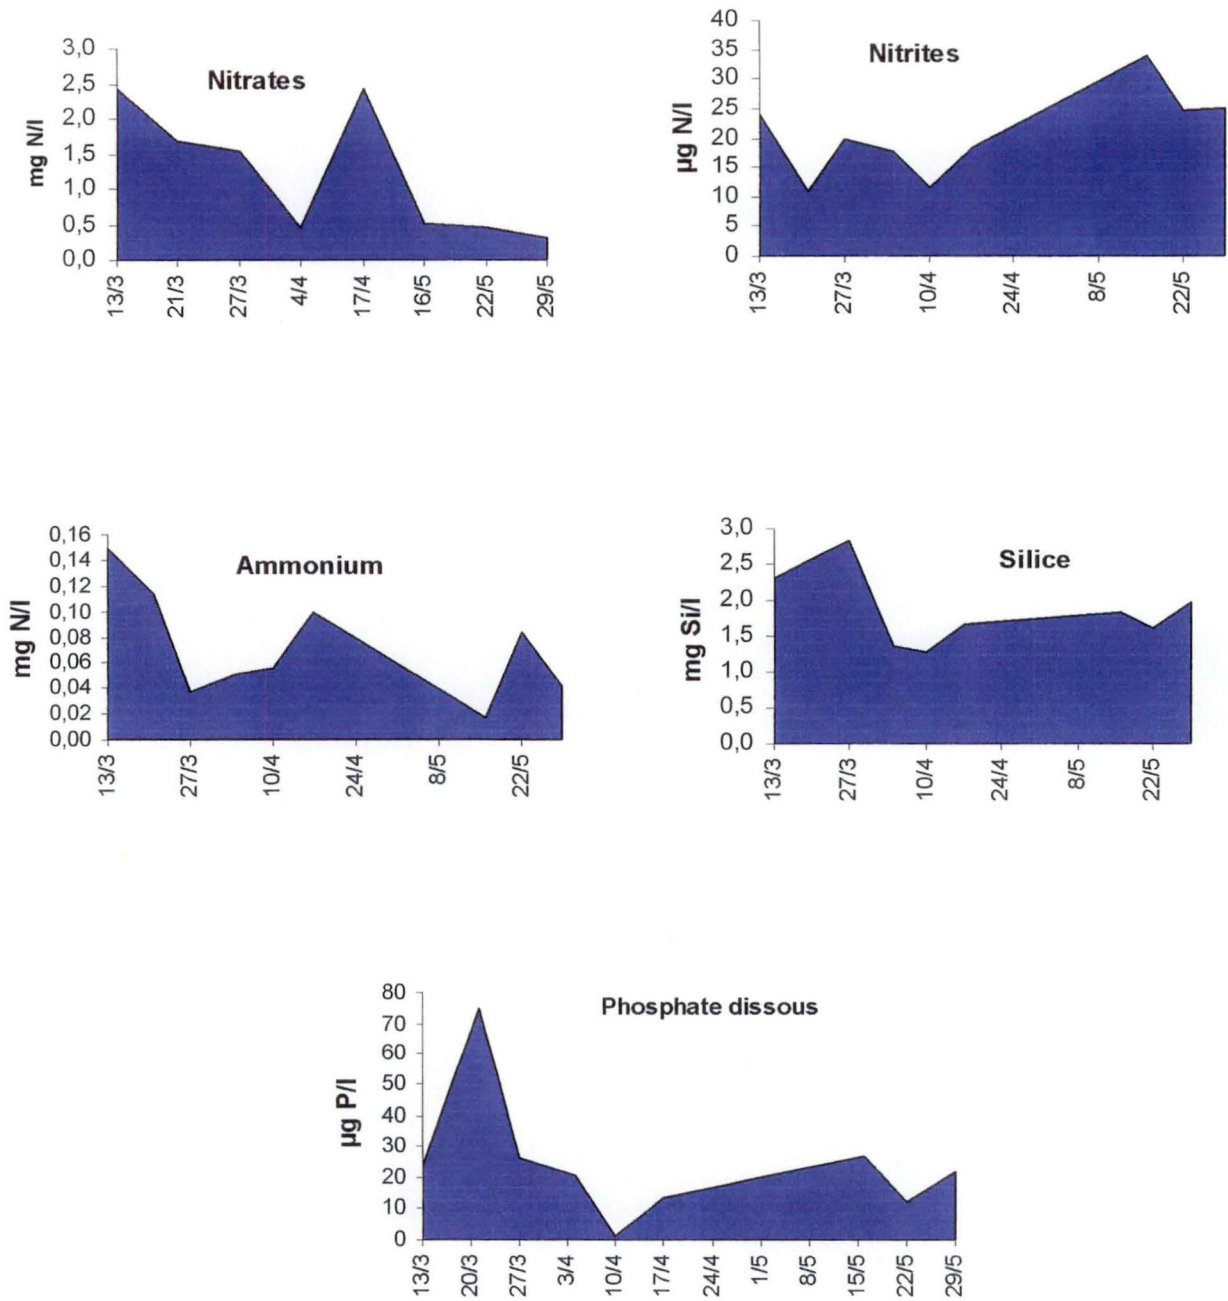 Nitrates
mg N/l
3,0
2,5
2,0
1,5
1,0
0,5
0,0
13/3 21/3 27/3 4/4 17/4 16/5 22/5 29/5
Nitrites
µg N/l
40
35
30
25
20
15
10
5
0
13/3 27/3 10/4 24/4 8/5 22/5
Ammonium
mg N/l
0,16
0,14
0,12
0,10
0,08
0,06
0,04
0,02
0,00
13/3 27/3 10/4 24/4 8/5 22/5
Silice
mg Si/l
3,0
2,5
2,0
1,5
1,0
0,5
0,0
13/3 27/3 10/4 24/4 8/5 22/5
Phosphate dissous
µg P/l
80
70
60
50
40
30
20
10
0
13/3 20/3 27/3 3/4 10/4 17/4 24/4 1/5 8/5 15/5 22/5 29/5